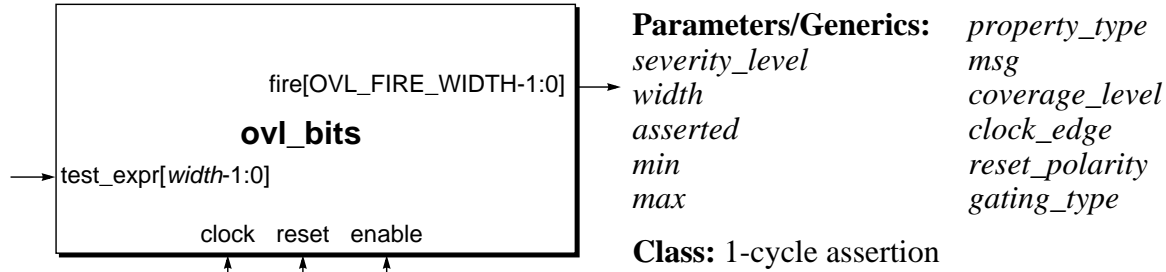 fire[OVL_FIRE_WIDTH-1:0]
ovl_bits
test_expr[width-1:0]
clock reset enable
Parameters/Generics: property_type
severity_level msg
width coverage_level
asserted clock_edge
min reset_polarity
max gating_type
Class: 1-cycle assertion